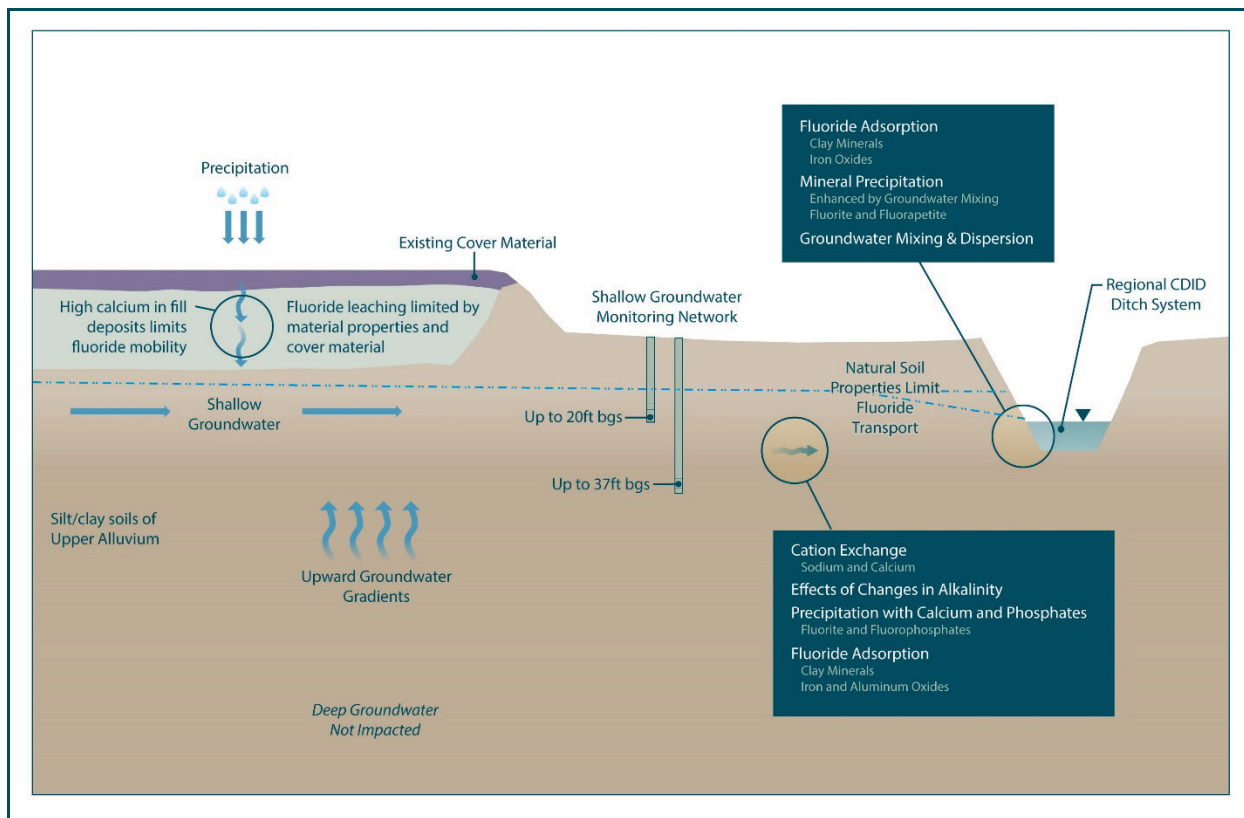 Precipitation
Existing Cover Material
High calcium in fill
deposits limits
fluoride mobility
Fluoride leaching limited by
material properties and
cover material
Shallow
Groundwater
Shallow Groundwater
Monitoring Network
Up to 20ft bgs
Up to 37ft bgs
Silt/clay soils of
Upper Alluvium
Upward Groundwater
Gradients
Deep Groundwater
Not Impacted
Fluoride Adsorption
Clay Minerals
Iron Oxides
Mineral Precipitation
Enhanced by Groundwater Mixing
Fluorite and Fluorapetite
Groundwater Mixing & Dispersion
Regional CDID
Ditch System
Natural Soil
Properties Limit
Fluoride
Transport
Cation Exchange
Sodium and Calcium
Effects of Changes in Alkalinity
Precipitation with Calcium and Phosphates
Fluorite and Fluorophosphates
Fluoride Adsorption
Clay Minerals
Iron and Aluminum Oxides